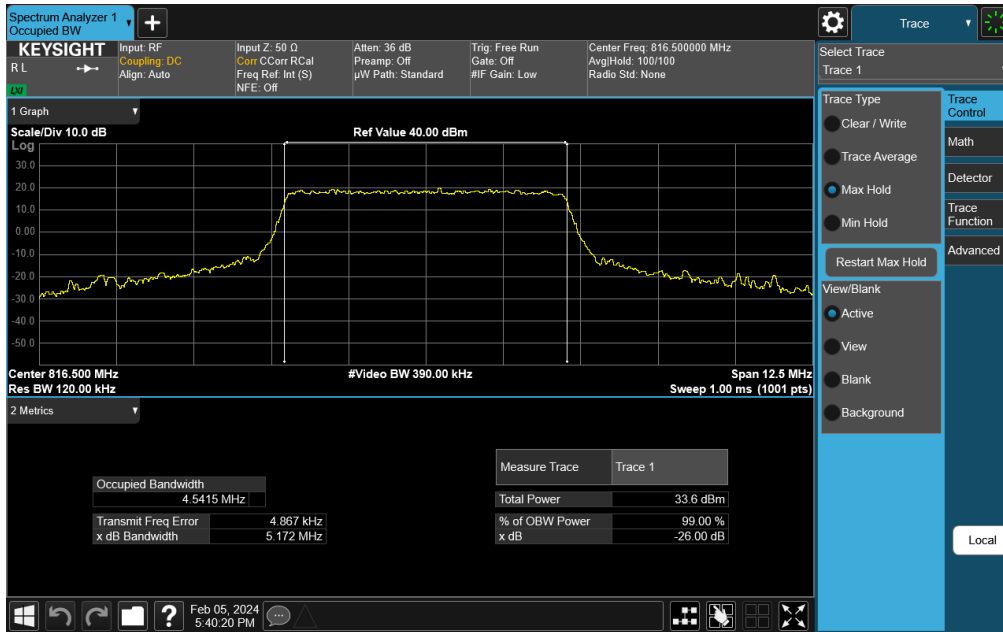 Spectrum Analyzer 1
Occupied BW
Trace
KEYSIGHT
R L
LXI
Input: RF
Coupling: DC
Align: Auto
Input Z: 50 Ω
Corr CCorr RCal
Freq Ref: Int (S)
NFE: Off
Atten: 36 dB
Preamp: Off
µW Path: Standard
Trig: Free Run
Gate: Off
#IF Gain: Low
Center Freq: 816.500000 MHz
Avg|Hold: 100/100
Radio Std: None
1 Graph
Scale/Div 10.0 dB
Ref Value 40.00 dBm
Log
30.0
20.0
10.0
0.00
-10.0
-20.0
-30.0
-40.0
-50.0
Center 816.500 MHz
#Video BW 390.00 kHz
Span 12.5 MHz
Res BW 120.00 kHz
Sweep 1.00 ms (1001 pts)
2 Metrics
Occupied Bandwidth
4.5415 MHz
Transmit Freq Error 4.867 kHz
x dB Bandwidth 5.172 MHz
Measure Trace Trace 1
Total Power 33.6 dBm
% of OBW Power 99.00 %
x dB -26.00 dB
Select Trace
Trace 1
Trace Type
Clear / Write
Trace Average
Max Hold
Min Hold
Restart Max Hold
View/Blank
Active
View
Blank
Background
Trace
Control
Math
Detector
Trace
Function
Advanced
Local
?
Feb 05, 2024
5:40:20 PM